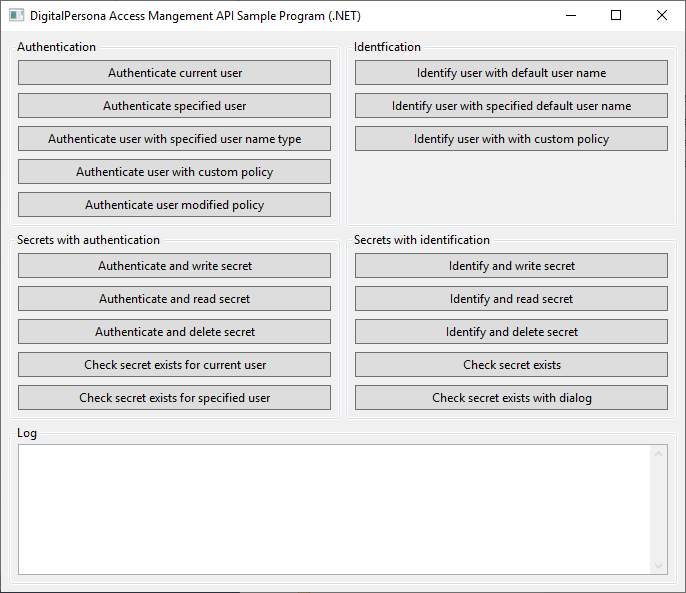 DigitalPersona Access Mangement API Sample Program (.NET)
Authentication
Authenticate current user
Authenticate specified user
Authenticate user with specified user name type
Authenticate user with custom policy
Authenticate user modified policy
Identfication
Identify user with default user name
Identify user with specified default user name
Identify user with with custom policy
Secrets with authentication
Authenticate and write secret
Authenticate and read secret
Authenticate and delete secret
Check secret exists for current user
Check secret exists for specified user
Secrets with identification
Identify and write secret
Identify and read secret
Identify and delete secret
Check secret exists
Check secret exists with dialog
Log